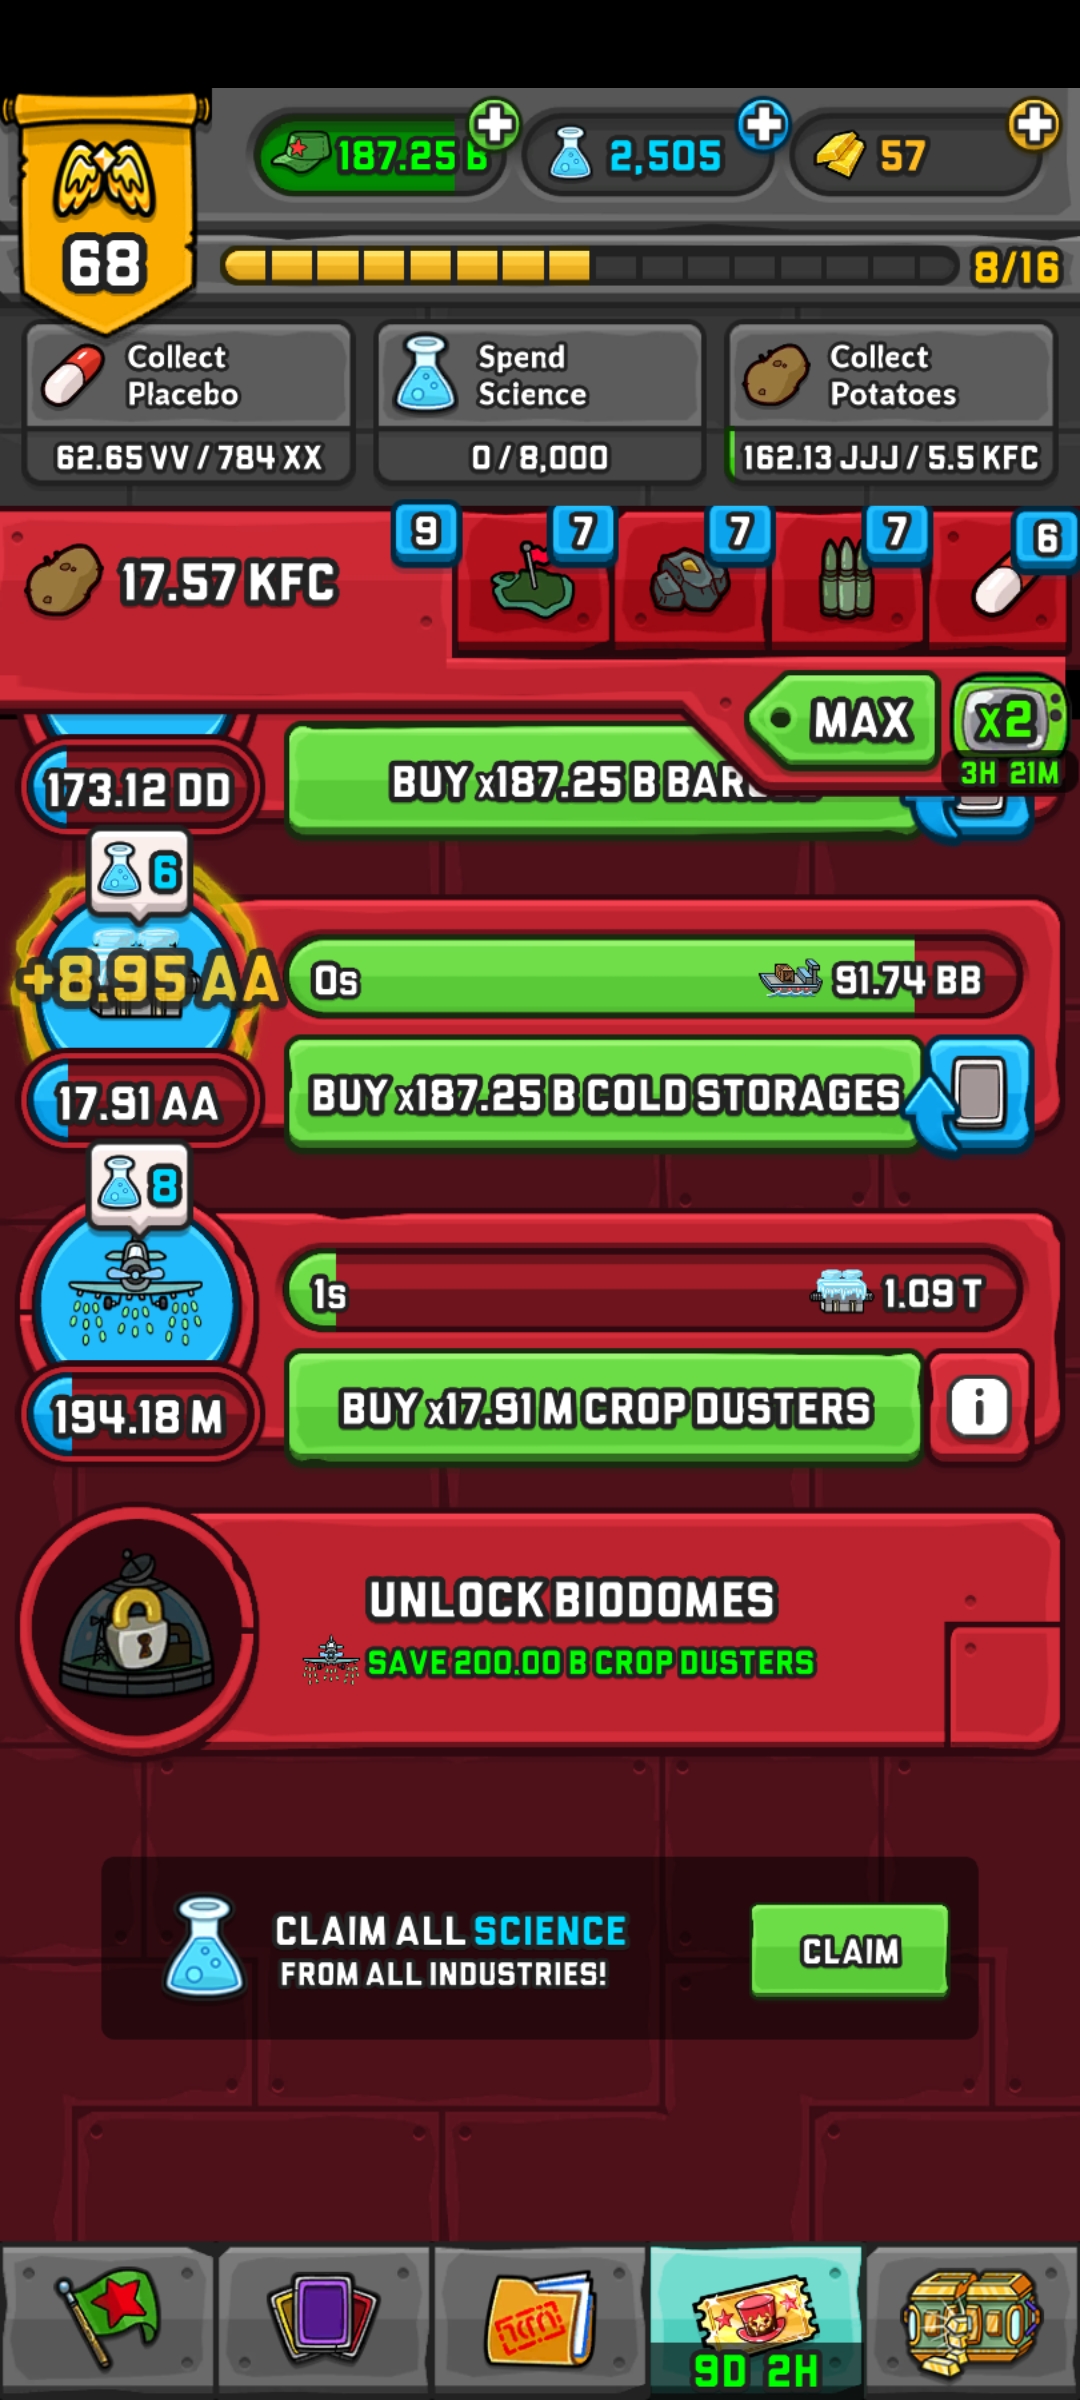 187.25 B
2,505
57
68
8/16
Collect
Placebo
62.65 VV / 784 XX
Spend
Science
0 / 8,000
Collect
Potatoes
162.13 JJJ / 5.5 KFC
17.57 KFC
9
7
7
7
6
MAX
x2
3H 21M
173.12 DD
BUY x187.25 B
6
+8.95 AA
0s
91.74 BB
17.91 AA
BUY x187.25 B COLD STORAGES
8
1s
1.09 T
194.18 M
BUY x17.91 M CROP DUSTERS
i
UNLOCK BIODOMES
SAVE 200.00 B CROP DUSTERS
CLAIM ALL SCIENCE
FROM ALL INDUSTRIES!
CLAIM
9D 2H